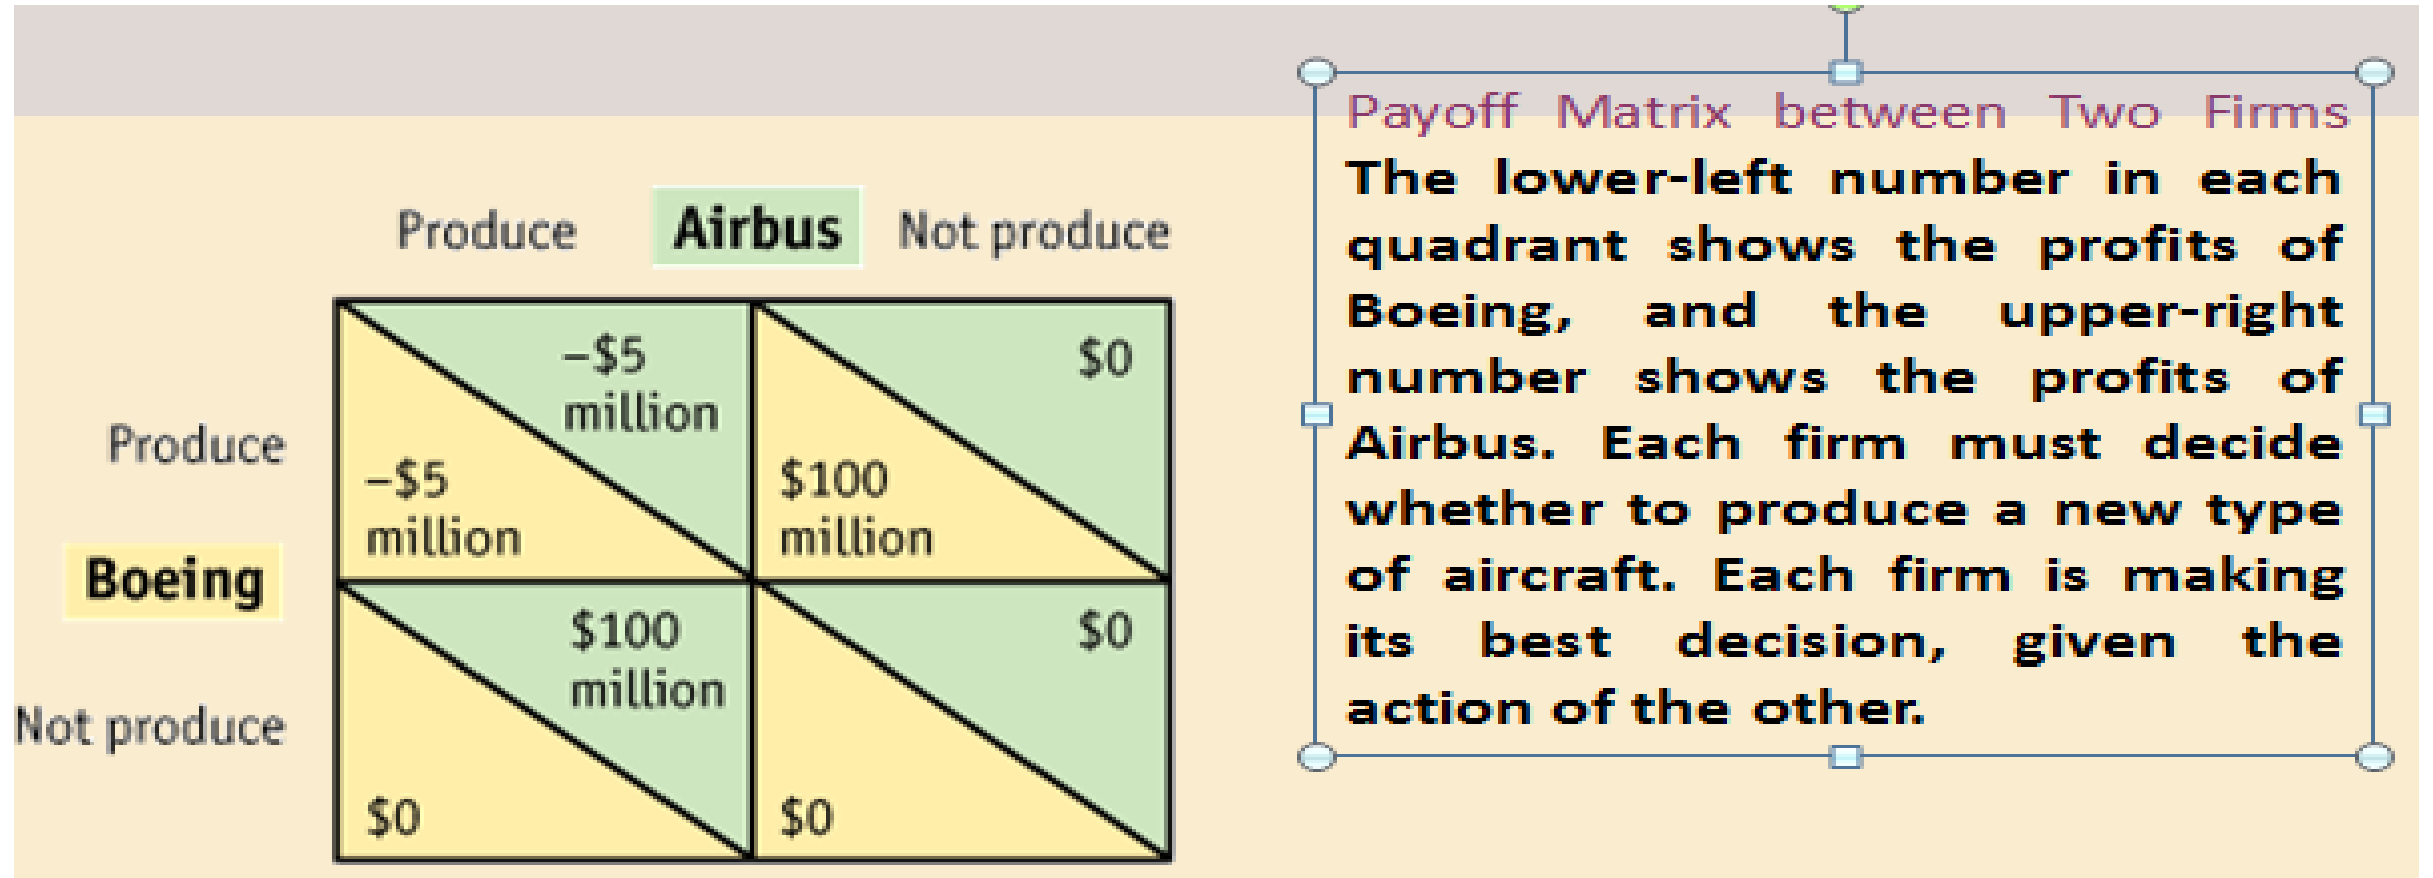 Produce Airbus Not produce
–$5
million
$0
Produce
–$5
million
$100
million
Boeing
$100
million
$0
Not produce
$0
$0
Payoff Matrix between Two Firms
The lower-left number in each
quadrant shows the profits of
Boeing, and the upper-right
number shows the profits of
Airbus. Each firm must decide
whether to produce a new type
of aircraft. Each firm is making
its best decision, given the
action of the other.